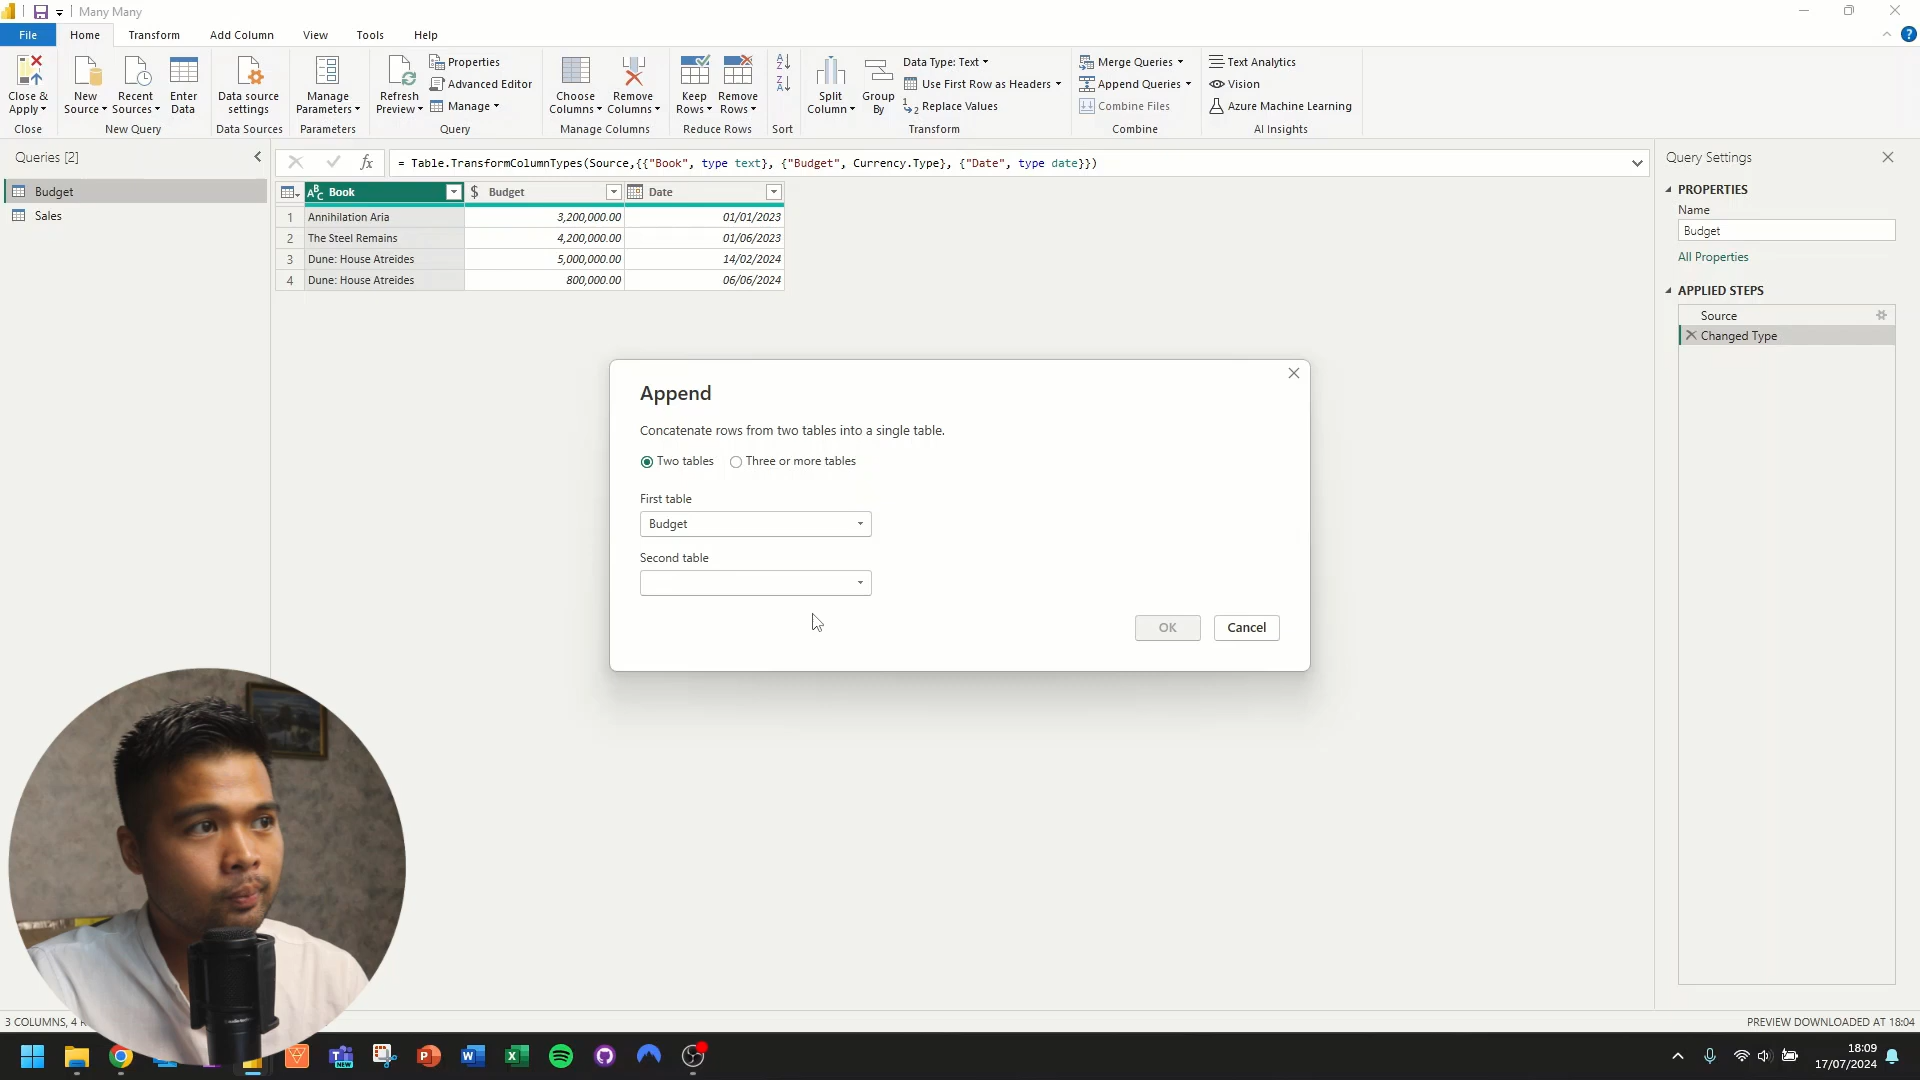 Many Many
File
Home
Transform
Add Column
View
Tools
Help
Close &
Apply
Close
New
Source
Recent
Sources
Enter
Data
New Query
Data source
settings
Data Sources
Manage
Parameters
Parameters
Refresh
Preview
Properties
Advanced Editor
Manage
Query
Choose
Columns
Remove
Columns
Manage Columns
Keep
Rows
Remove
Rows
Reduce Rows
Sort
Split
Column
Group
By
Data Type: Text
Use First Row as Headers
Replace Values
Transform
Merge Queries
Append Queries
Combine Files
Combine
Text Analytics
Vision
Azure Machine Learning
AI Insights
Queries [2]
Budget
Sales
fx
= Table.TransformColumnTypes(Source,{{"Book", type text}, {"Budget", Currency.Type}, {"Date", type date}})
Book
$ Budget
Date
1 Annihilation Aria 3,200,000.00 01/01/2023
2 The Steel Remains 4,200,000.00 01/06/2023
3 Dune: House Atreides 5,000,000.00 14/02/2024
4 Dune: House Atreides 800,000.00 06/06/2024
Append
Concatenate rows from two tables into a single table.
Two tables Three or more tables
First table
Budget
Second table
OK Cancel
Query Settings
PROPERTIES
Name
Budget
All Properties
APPLIED STEPS
Source
Changed Type
3 COLUMNS, 4
PREVIEW DOWNLOADED AT 18:04
18:09
17/07/2024